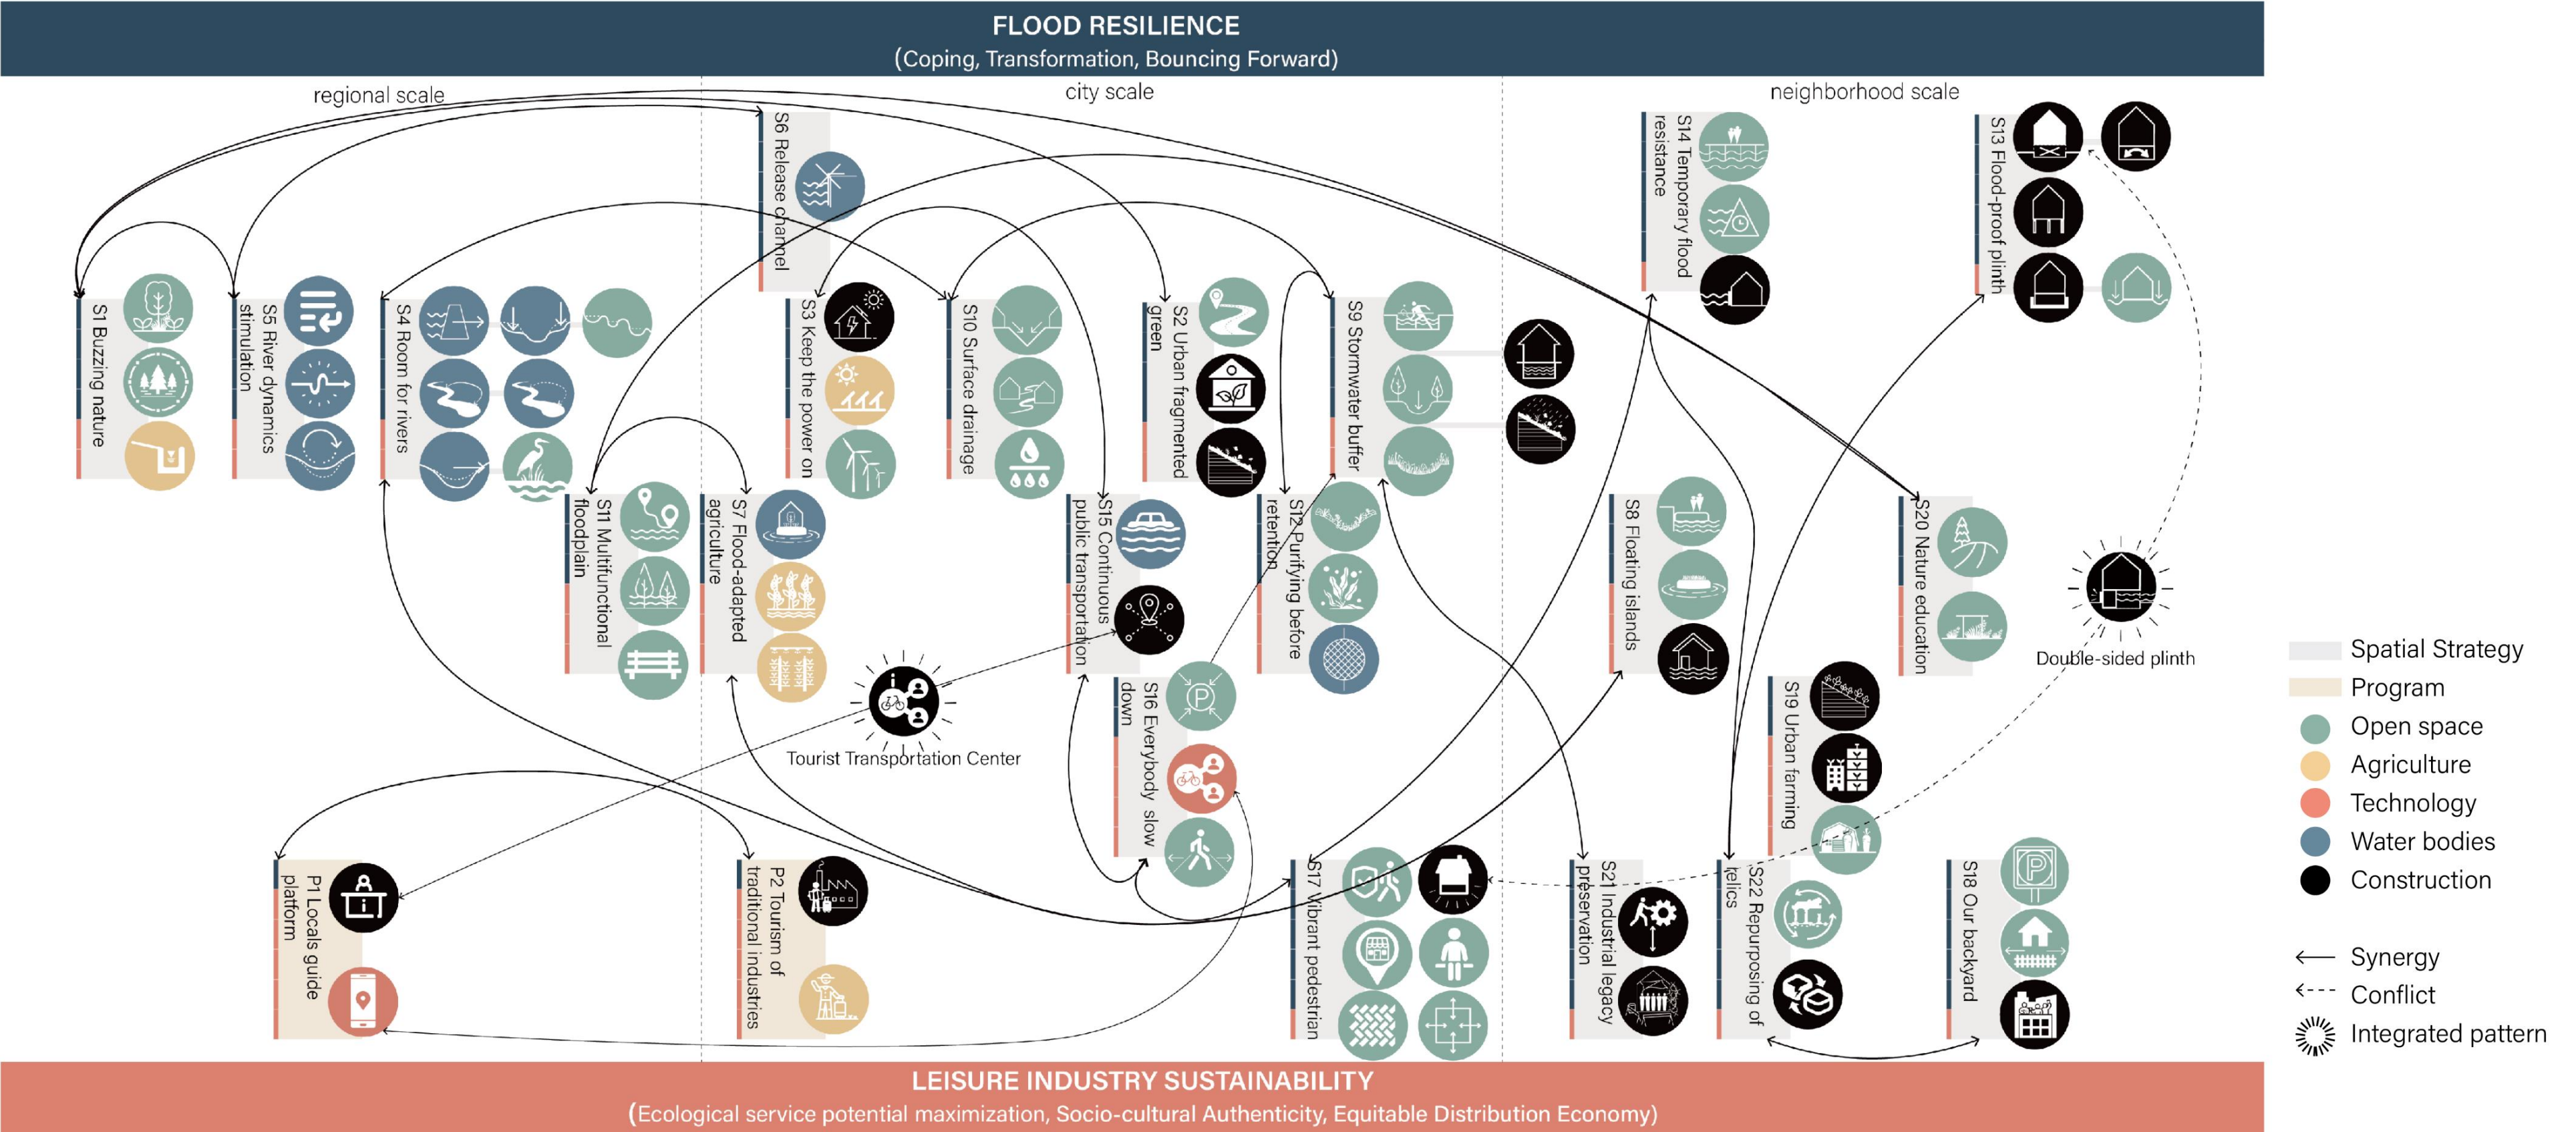 FLOOD RESILIENCE
(Coping, Transformation, Bouncing Forward)
regional scale
city scale
neighborhood scale
S6 Release channel
S14 Temporary flood
resistance
S13 Flood-proof plinth
S1 Buzzing nature
S5 River dynamics
stimulation
S4 Room for rivers
S3 Keep the power on
S10 Surface drainage
S2 Urban fragmented
green
S9 Stormwater buffer
S11 Multifunctional
floodplain
S7 Flood-adapted
agriculture
S15 Continuous
public transportation
S12 Purifying before
retention
S8 Floating islands
S20 Nature education
Double-sided plinth
Tourist Transportation Center
S16 Everybody slow
down
S19 Urban farming
P1 Locals guide
platform
P2 Tourism of
traditional industries
S17 Vibrant pedestrian
S21 Industrial legacy
preservation
S22 Repurposing of
relics
S18 Our backyard
P
P
i
i
Spatial Strategy
Program
Open space
Agriculture
Technology
Water bodies
Construction
Synergy
Conflict
Integrated pattern
LEISURE INDUSTRY SUSTAINABILITY
(Ecological service potential maximization, Socio-cultural Authenticity, Equitable Distribution Economy)